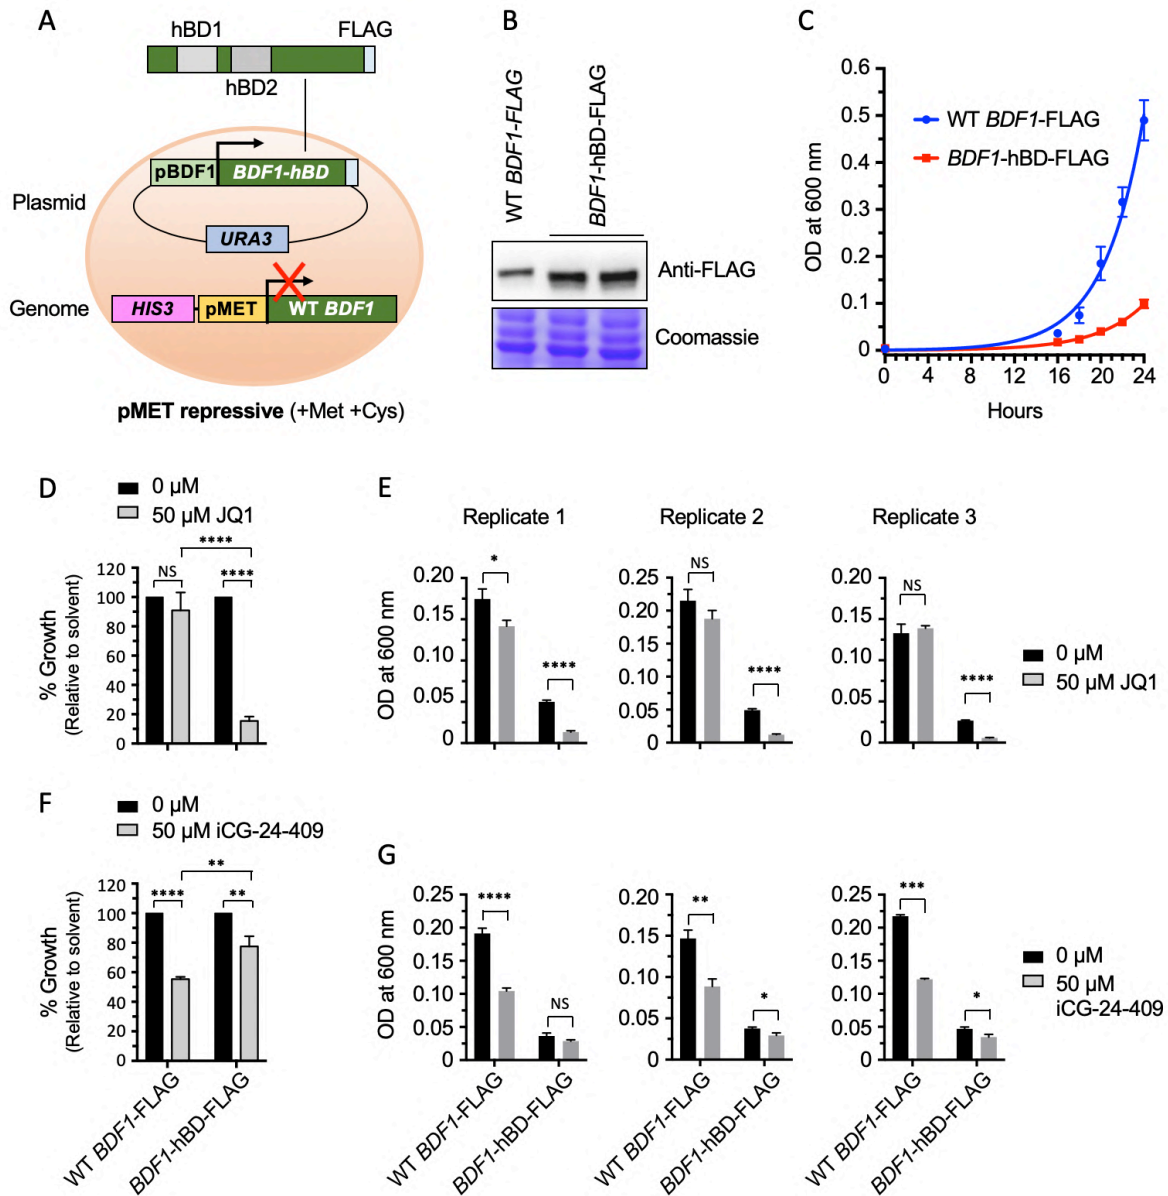 A
hBD1
FLAG
hBD2
pBDF1
BDF1-hBD
Plasmid
URA3
Genome
HIS3
pMET
WT BDF1
pMET repressive (+Met +Cys)
B
WT BDF1-FLAG
BDF1-hBD-FLAG
Anti-FLAG
Coomassie
C
0.6
0.5
0.4
0.3
0.2
0.1
0
OD at 600 nm
WT BDF1-FLAG
BDF1-hBD-FLAG
0 4 8 12 16 20 24
Hours
D
0 µM
50 µM JQ1
****
NS
****
120
100
80
60
40
20
0
% Growth
(Relative to solvent)
E
Replicate 1
*
****
0.20
0.15
0.10
0.05
0
OD at 600 nm
Replicate 2
NS
****
0.25
0.20
0.15
0.10
0.05
0
Replicate 3
NS
****
0.20
0.15
0.10
0.05
0
0 µM
50 µM JQ1
F
0 µM
50 µM iCG-24-409
**
****
**
120
100
80
60
40
20
0
% Growth
(Relative to solvent)
WT BDF1-FLAG
BDF1-hBD-FLAG
G
****
NS
0.25
0.20
0.15
0.10
0.05
0
OD at 600 nm
WT BDF1-FLAG
BDF1-hBD-FLAG
**
*
0.20
0.15
0.10
0.05
0
WT BDF1-FLAG
BDF1-hBD-FLAG
***
*
0.25
0.20
0.15
0.10
0.05
0
WT BDF1-FLAG
BDF1-hBD-FLAG
0 µM
50 µM
iCG-24-409